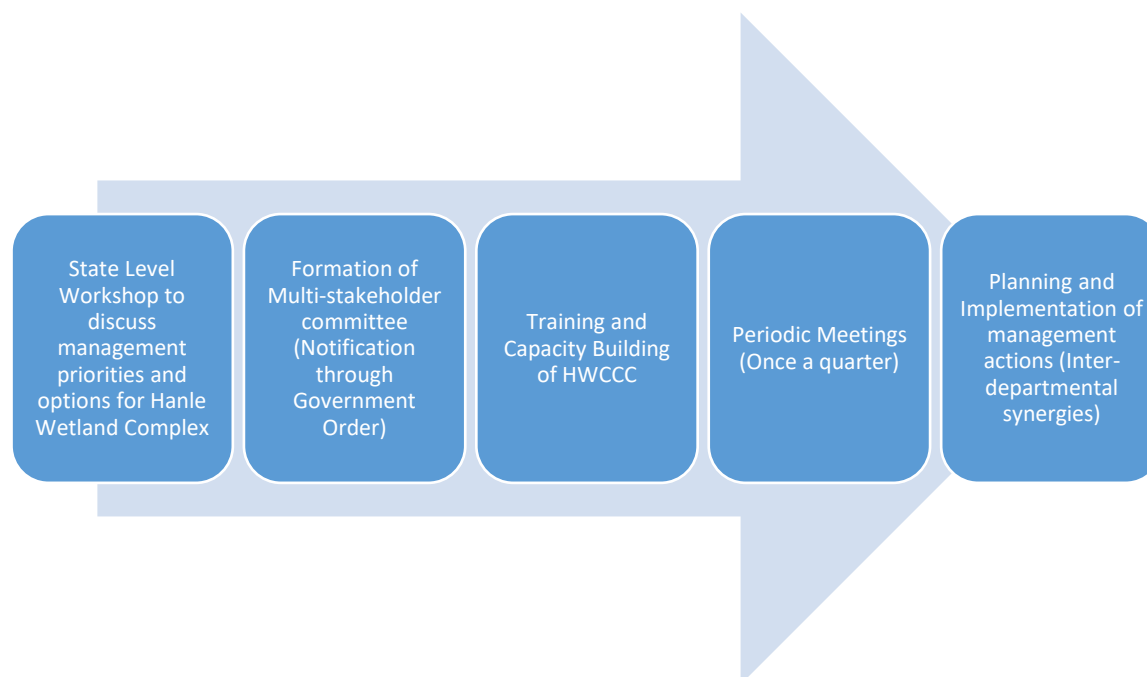 State Level
Workshop to
discuss
management
priorities and
options for Hanle
Wetland Complex
Formation of
Multi-stakeholder
committee
(Notification
through
Government
Order)
Training and
Capacity Building
of HWCCC
Periodic Meetings
(Once a quarter)
Planning and
Implementation of
management
actions (Inter-
departmental
synergies)